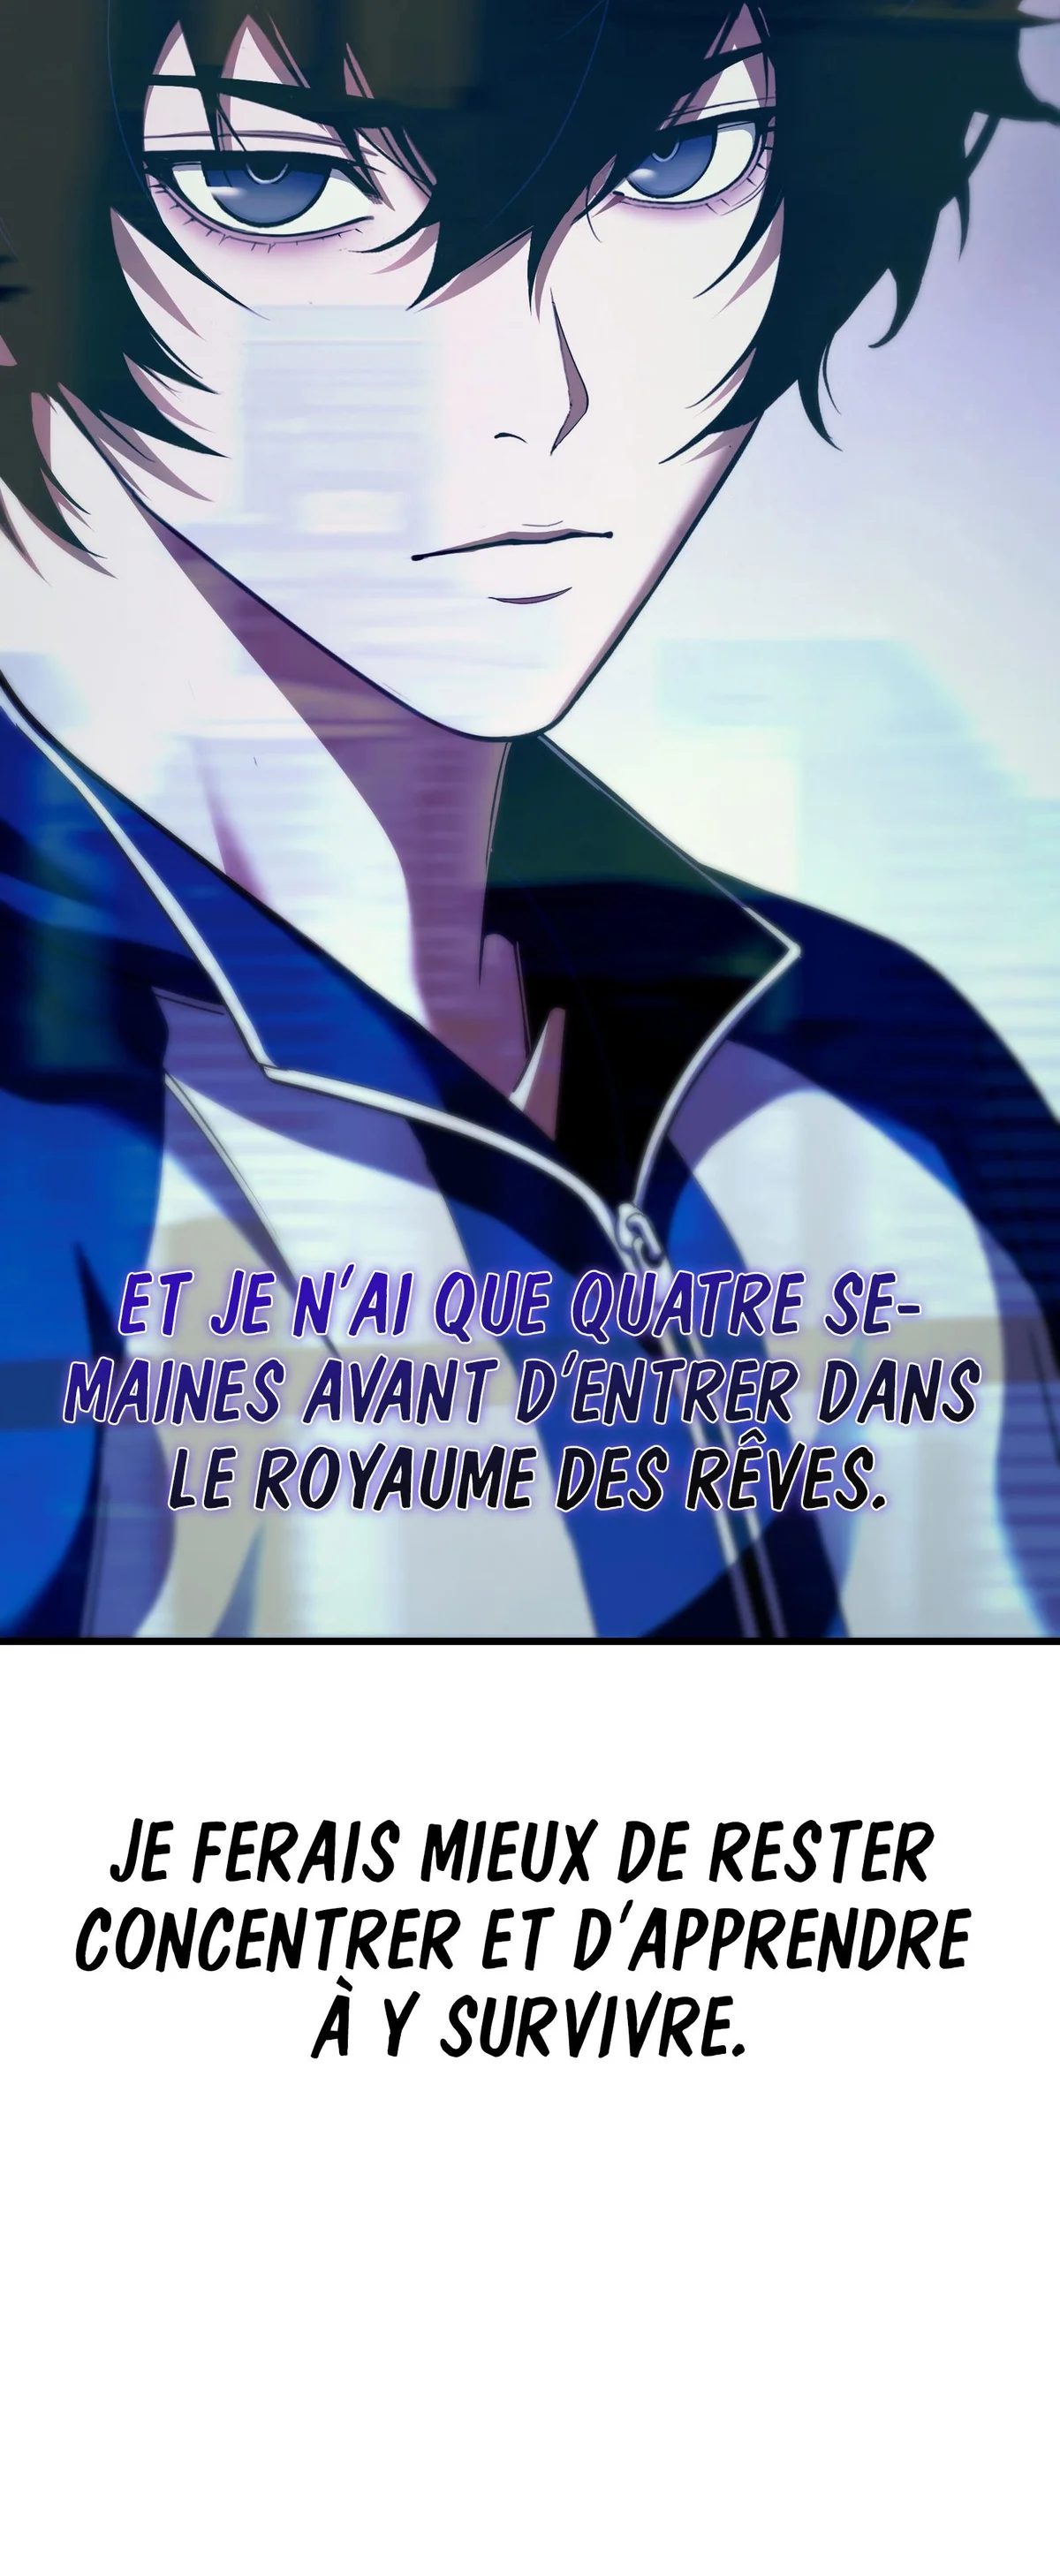 ET JE N'AI QUE QUATRE SE-
MAINES AVANT D'ENTRER DANS
LE ROYAUME DES RÊVES.
JE FERAIS MIEUX DE RESTER
CONCENTRER ET D'APPRENDRE
À Y SURVIVRE.